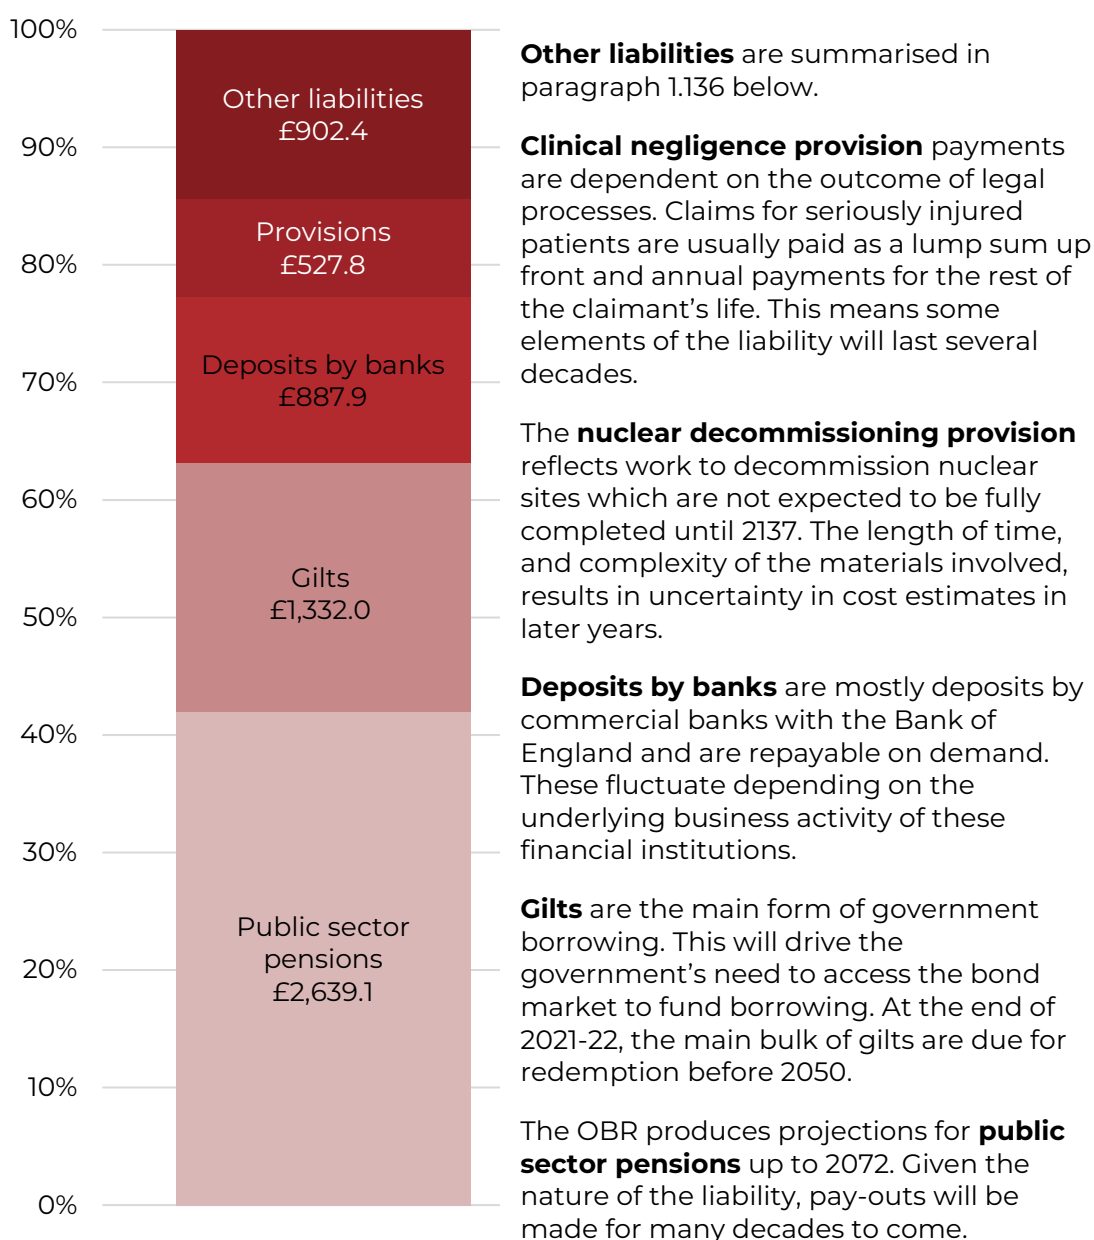 100%
90%
80%
70%
60%
50%
40%
30%
20%
10%
0%
Other liabilities
£902.4
Provisions
£527.8
Deposits by banks
£887.9
Gilts
£1,332.0
Public sector
pensions
£2,639.1
Other liabilities are summarised in
paragraph 1.136 below.
Clinical negligence provision payments
are dependent on the outcome of legal
processes. Claims for seriously injured
patients are usually paid as a lump sum up
front and annual payments for the rest of
the claimant’s life. This means some
elements of the liability will last several
decades.
The nuclear decommissioning provision
reflects work to decommission nuclear
sites which are not expected to be fully
completed until 2137. The length of time,
and complexity of the materials involved,
results in uncertainty in cost estimates in
later years.
Deposits by banks are mostly deposits by
commercial banks with the Bank of
England and are repayable on demand.
These fluctuate depending on the
underlying business activity of these
financial institutions.
Gilts are the main form of government
borrowing. This will drive the
government’s need to access the bond
market to fund borrowing. At the end of
2021-22, the main bulk of gilts are due for
redemption before 2050.
The OBR produces projections for public
sector pensions up to 2072. Given the
nature of the liability, pay-outs will be
made for many decades to come.